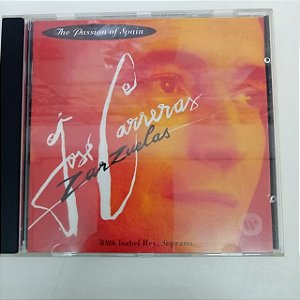 The Passion of Spain
José Carreras
Zarzuelas
With Isabel Rey, Soprano